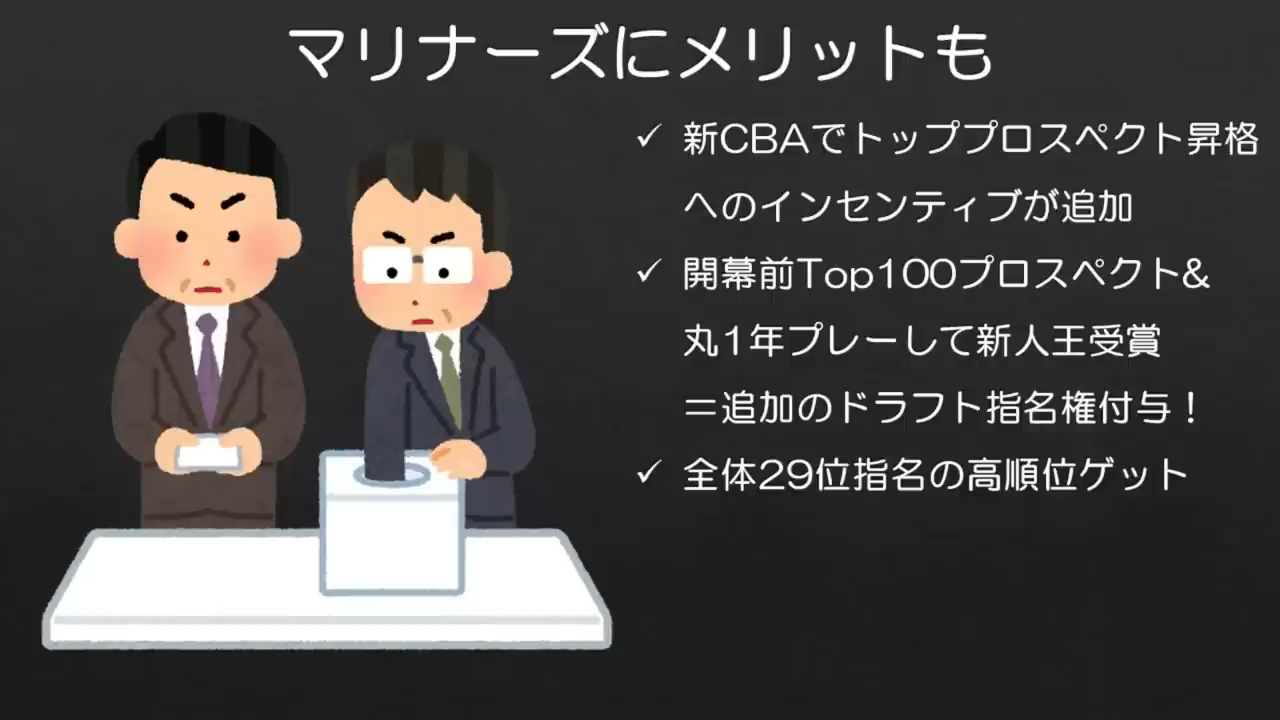 マリナーズにメリットも
✓ 新CBAでトッププロスペクト昇格
へのインセンティブが追加
✓ 開幕前Top100プロスペクト&
丸1年プレーして新人王受賞
＝追加のドラフト指名権付与！
✓ 全体29位指名の高順位ゲット